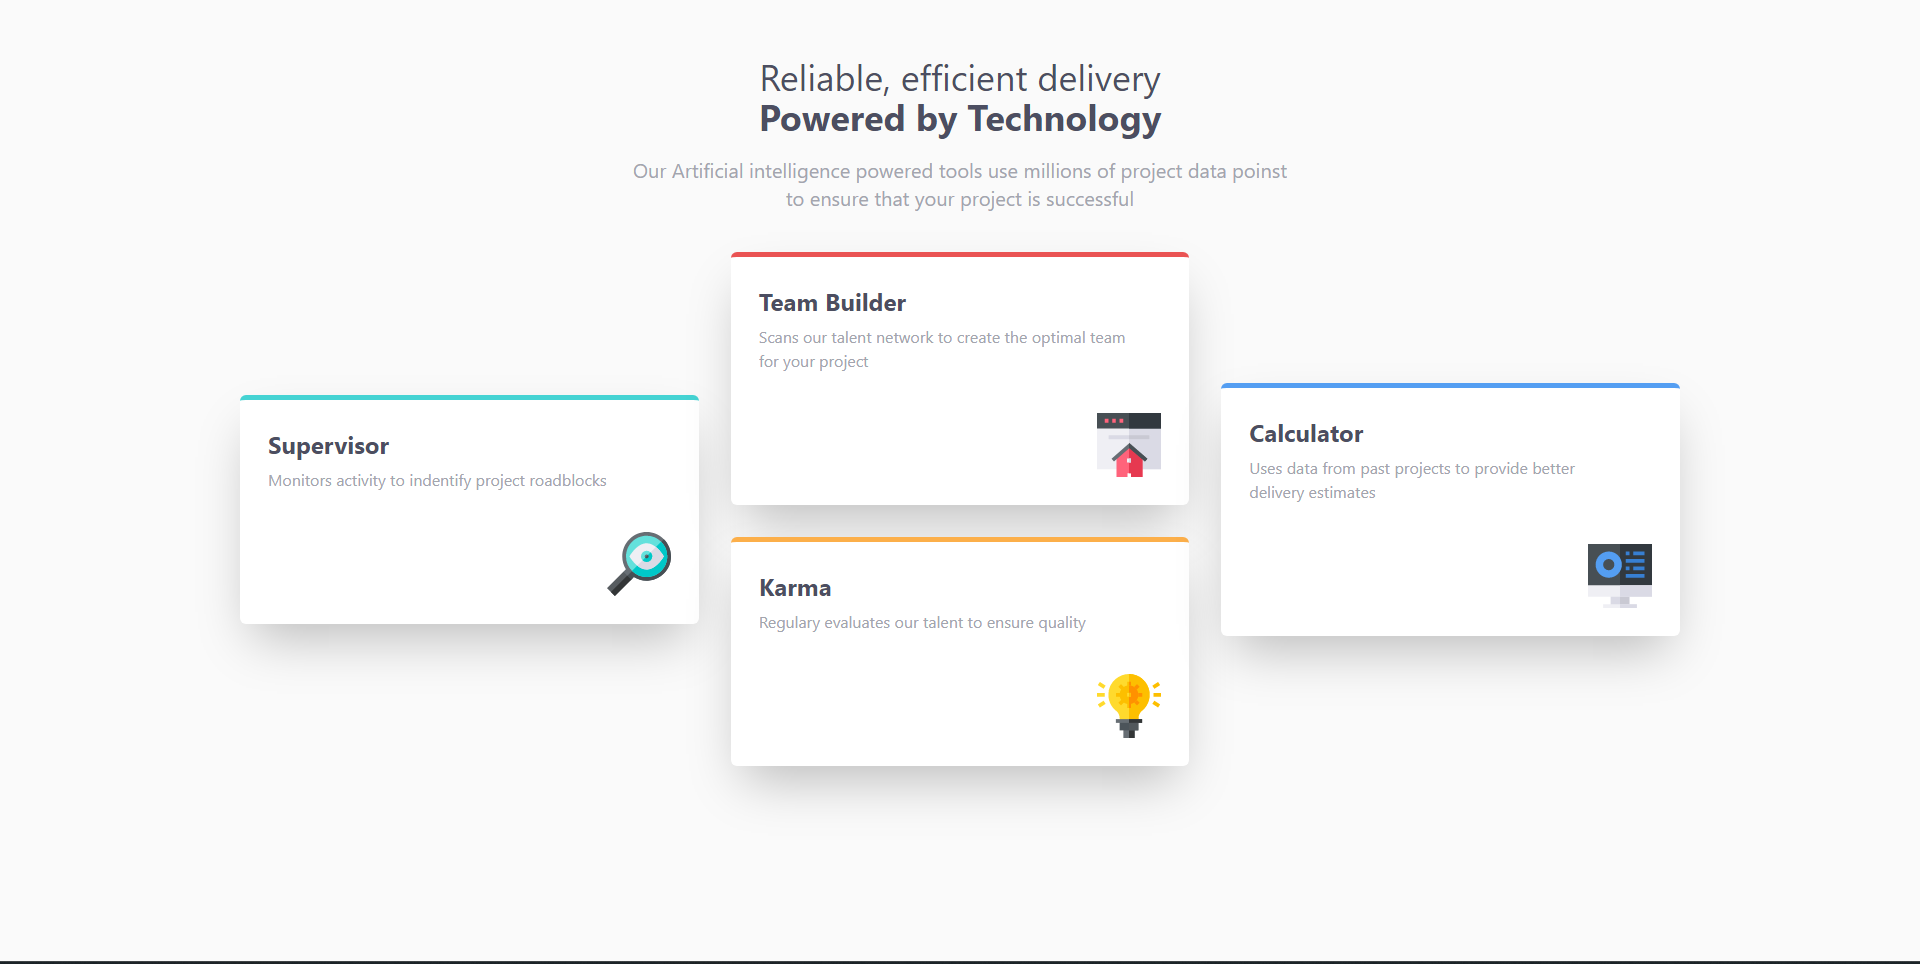 Reliable, efficient delivery
Powered by Technology
Our Artificial intelligence powered tools use millions of project data poinst
to ensure that your project is successful
Supervisor
Monitors activity to indentify project roadblocks
Team Builder
Scans our talent network to create the optimal team
for your project
Karma
Regulary evaluates our talent to ensure quality
Calculator
Uses data from past projects to provide better
delivery estimates